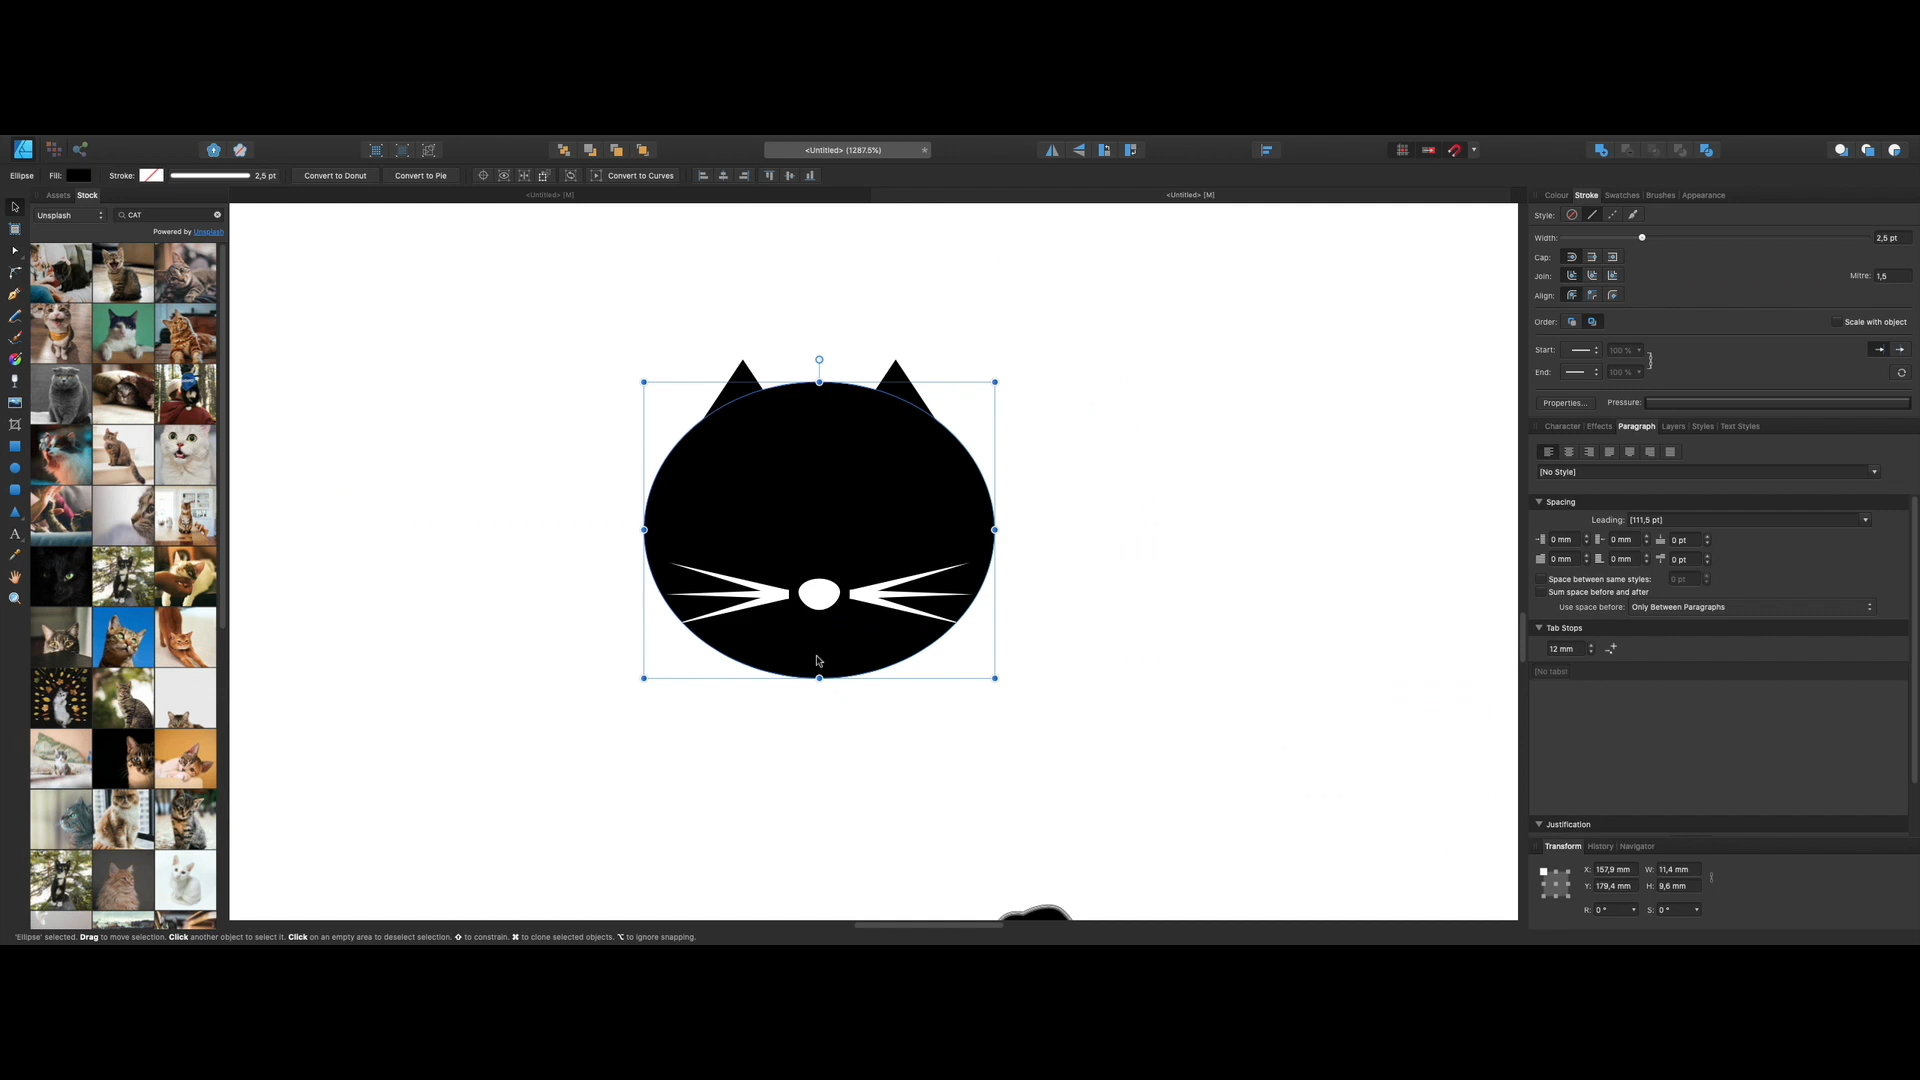 <Untitled> (1287.5%)
Ellipse Fill: Stroke: 2,5 pt Convert to Donut Convert to Pie Convert to Curves
Assets Stock <Untitled> [M] <Untitled> [M] Colour Stroke Swatches Brushes Appearance
Unsplash CAT Style:
Powered by Unsplash
Width: 2,5 pt
Cap:
Join: Mitre: 1,5
Align:
Order: Scale with object
Start: 100 %
End: 100 %
Properties... Pressure:
Character Effects Paragraph Layers Styles Text Styles
[No Style]
Spacing
Leading: [111,5 pt]
0 mm 0 mm 0 pt
0 mm 0 mm 0 pt
Space between same styles: 0 pt
Sum space before and after
Use space before: Only Between Paragraphs
Tab Stops
12 mm
[No tabst
Justification
Transform History Navigator
X: 157,9 mm W: 11,4 mm
Y: 179,4 mm H: 9,6 mm
R: 0 ° S: 0 °
'Ellipse' selected. Drag to move selection. Click another object to select it. Click on an empty area to deselect selection. ⇧ to constrain. ⌘ to clone selected objects. ⌥ to ignore snapping.